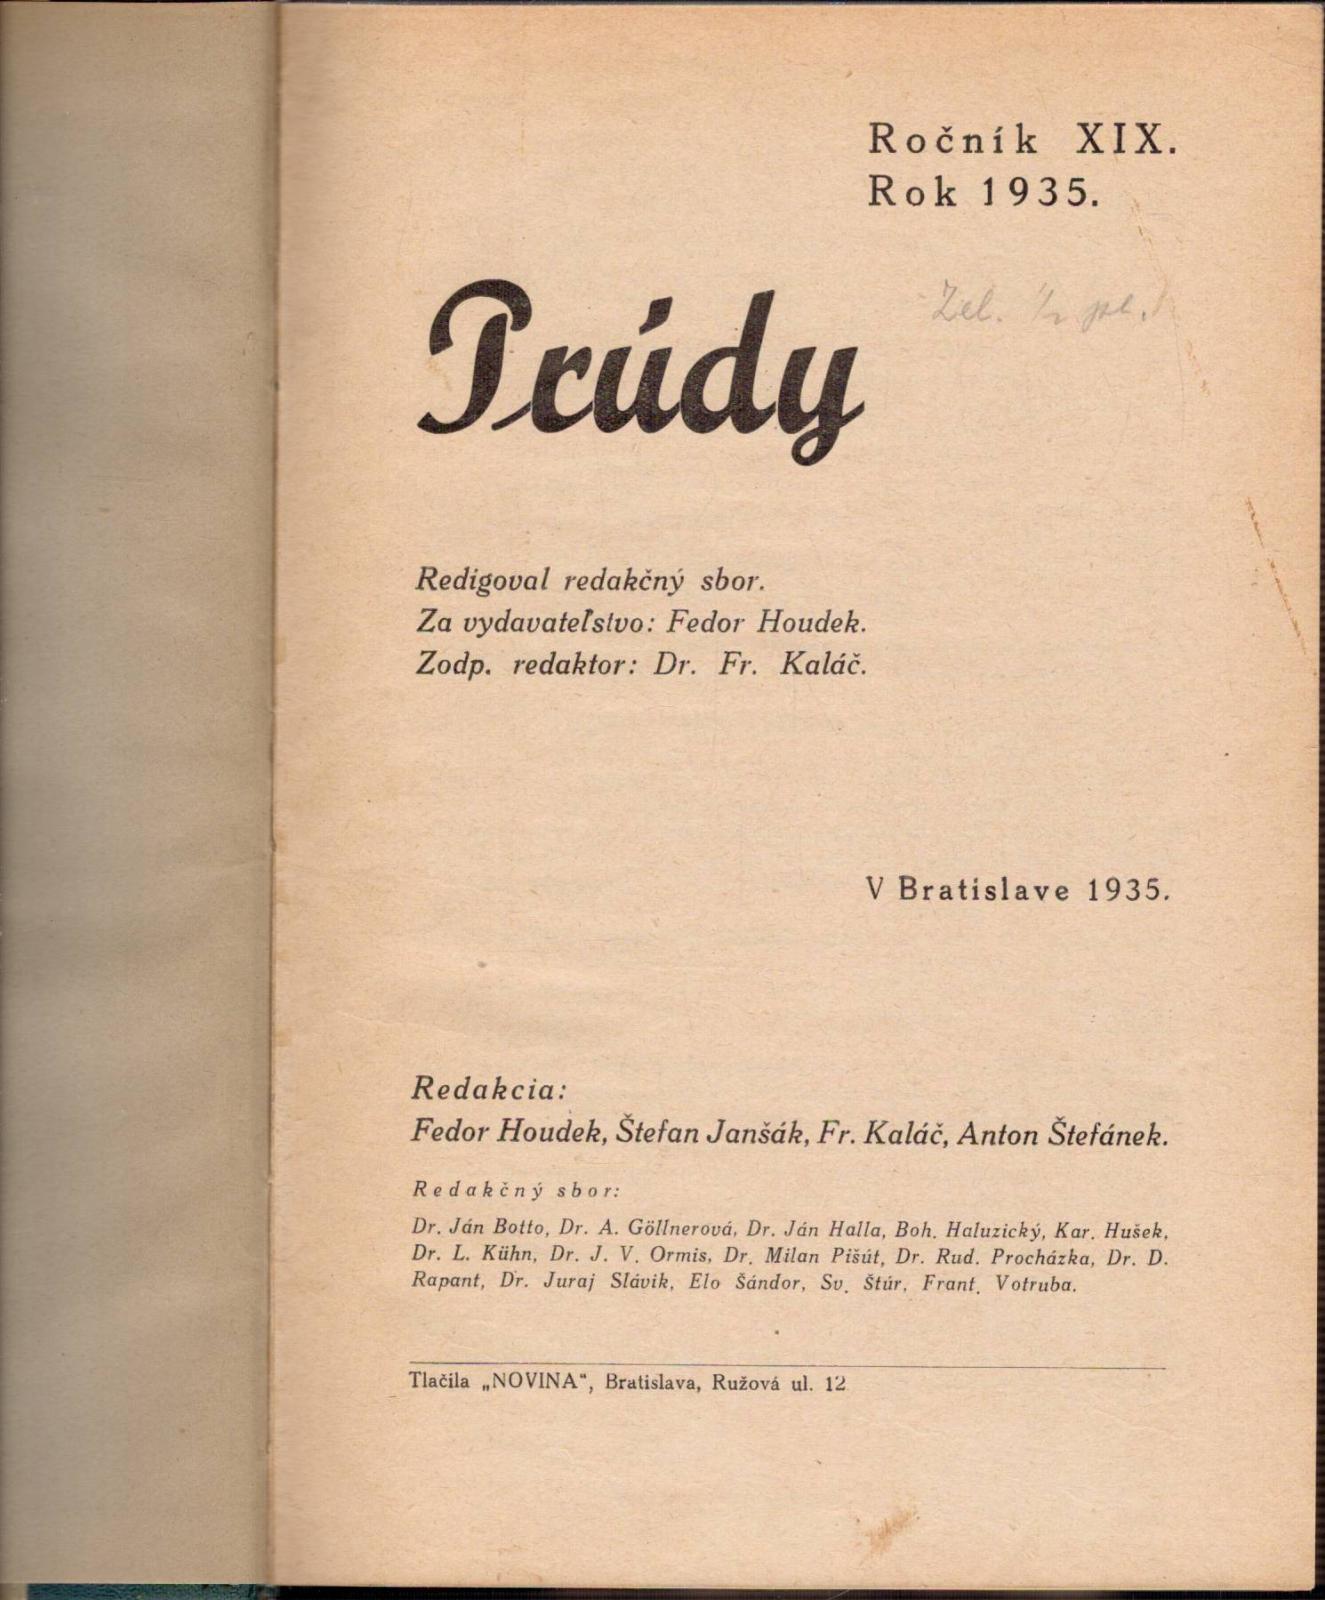 Ročník XIX.
Rok 1935.
Prúdy
Zel. ½
Redigoval redakčný sbor.
Za vydavateľstvo: Fedor Houdek.
Zodp. redaktor: Dr. Fr. Kaláč.
V Bratislave 1935.
Redakcia:
Fedor Houdek, Štefan Janšák, Fr. Kaláč, Anton Štefánek.
Redakčný sbor:
Dr. Ján Botto, Dr. A. Göllnerová, Dr. Ján Halla, Boh. Haluzický, Kar. Hušek,
Dr. L. Kühn, Dr. J. V. Ormis, Dr. Milan Pišút, Dr. Rud. Procházka, Dr. D.
Rapant, Dr. Juraj Slávik, Elo Šándor, Sv. Štúr, Frant. Votruba.
Tlačila „NOVINA“, Bratislava, Ružová ul. 12